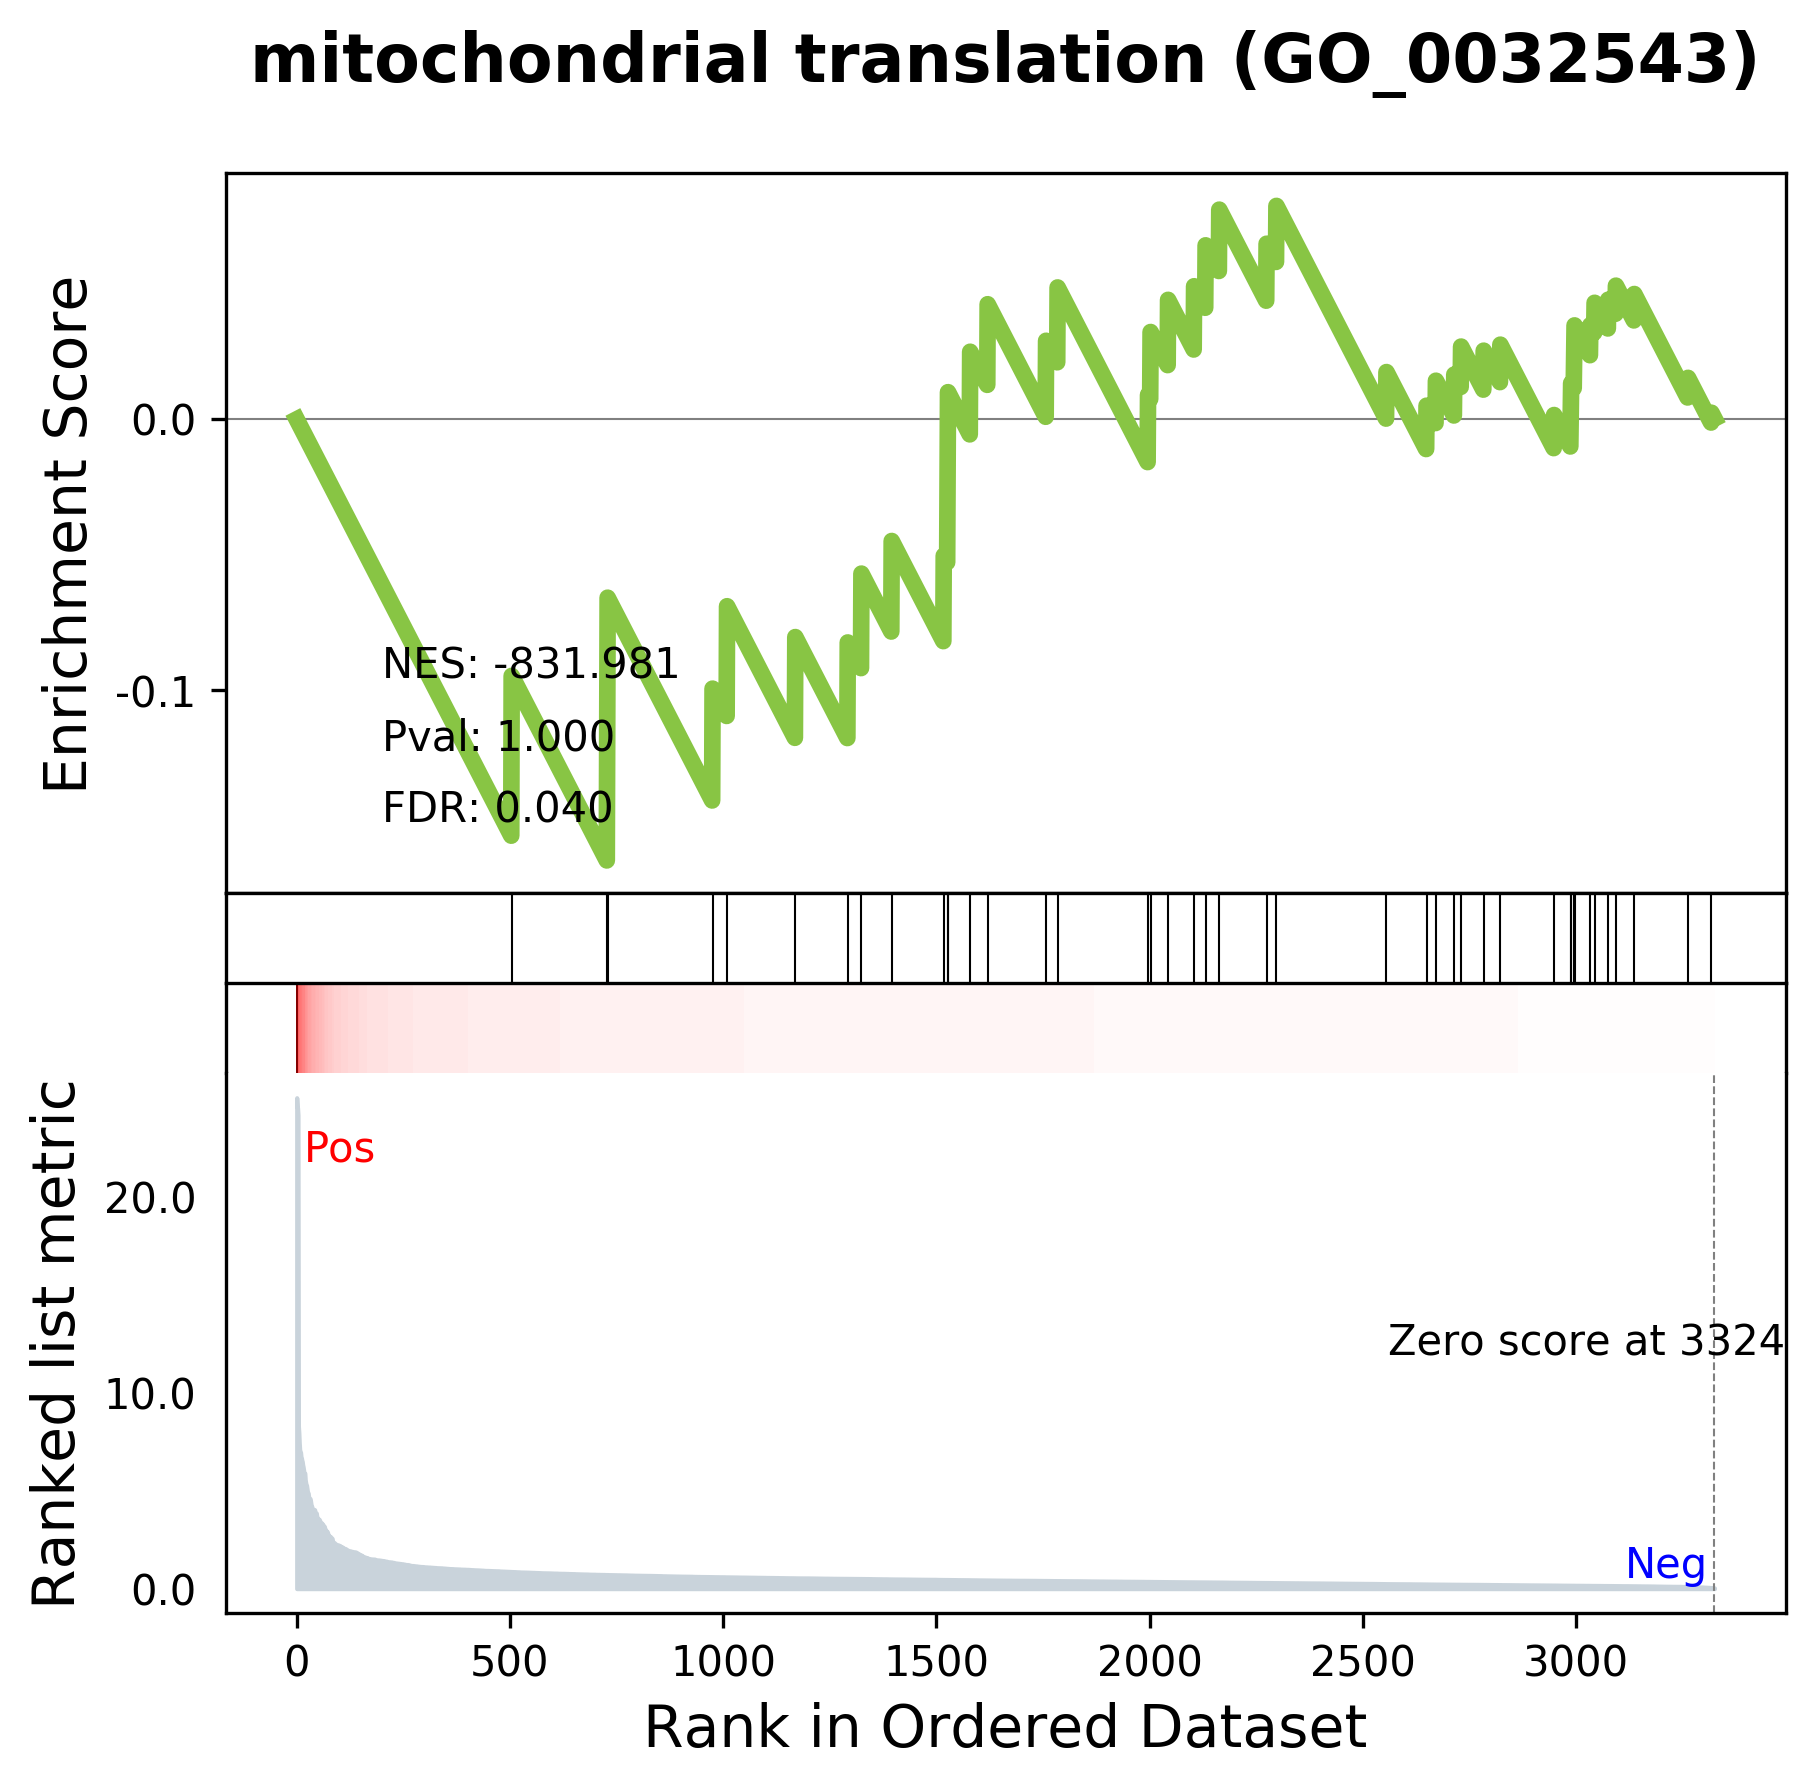 mitochondrial translation (GO_0032543)
Enrichment Score
0.0
-0.1
NES: -831.981
Pval: 1.000
FDR: 0.040
Ranked list metric
Pos
20.0
Zero score at 3324
10.0
Neg
0.0
0 500 1000 1500 2000 2500 3000
Rank in Ordered Dataset